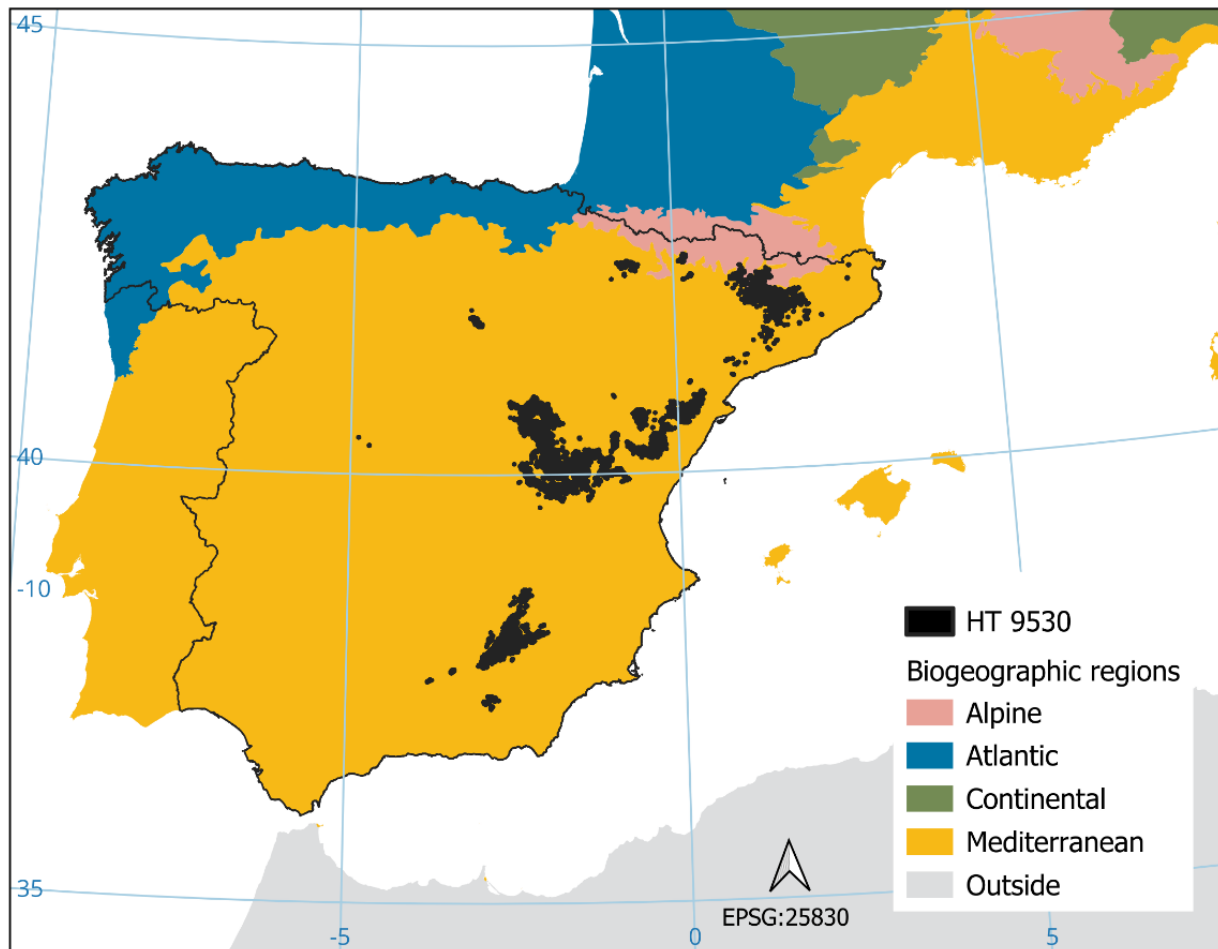 45
40
-10
HT 9530
Biogeographic regions
Alpine
Atlantic
Continental
Mediterranean
Outside
35
EPSG:25830
-5
0
5